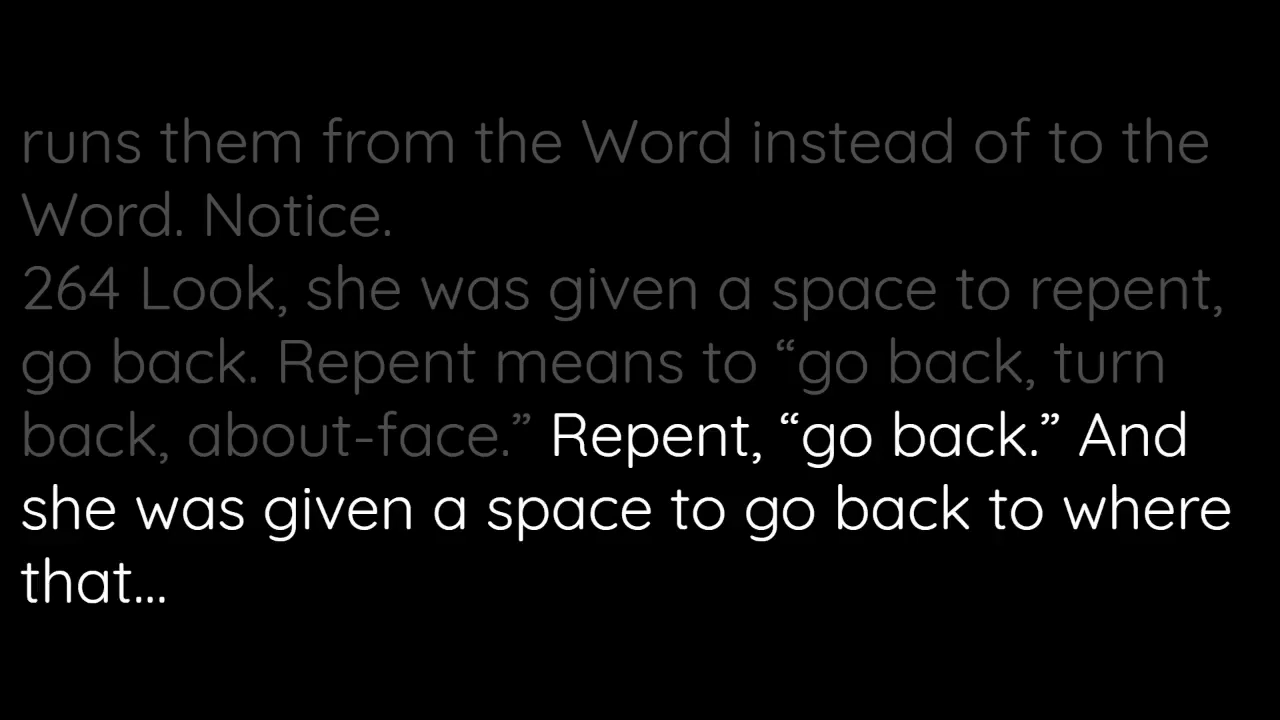 runs them from the Word instead of to the
Word. Notice.
264 Look, she was given a space to repent,
go back. Repent means to “go back, turn
back, about-face.” Repent, “go back.” And
she was given a space to go back to where
that...